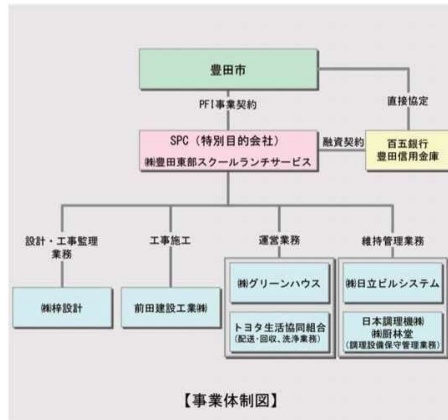 豊田市
PFI事業契約
直接協定
SPC（特別目的会社）
㈱豊田東部スクールランチサービス
融資契約
百五銀行
豊田信用金庫
設計・工事監理
業務
工事施工
運営業務
維持管理業務
㈱梓設計
前田建設工業㈱
㈱グリーンハウス
㈱日立ビルシステム
トヨタ生活協同組合
（配送・回収、洗浄業務）
日本調理機㈱
㈱厨林堂
（調理設備保守管理業務）
【事業体制図】